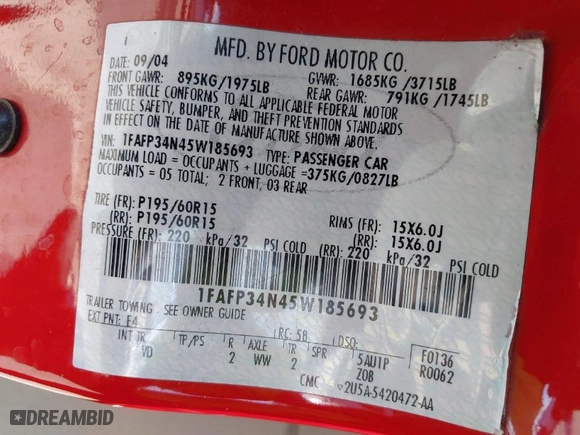 MFD. BY FORD MOTOR CO.
DATE: 09/04 GVWR: 1685KG /3715LB
FRONT GAWR: 895KG/1975LB REAR GAWR: 791KG /1745LB
THIS VEHICLE CONFORMS TO ALL APPLICABLE FEDERAL MOTOR
VEHICLE SAFETY, BUMPER, AND THEFT PREVENTION STANDARDS
IN EFFECT ON THE DATE OF MANUFACTURE SHOWN ABOVE.
VIN: 1FAFP34N45W185693 TYPE: PASSENGER CAR
MAXIMUM LOAD = OCCUPANTS + LUGGAGE =375KG/0827LB
OCCUPANTS = 05 TOTAL; 2 FRONT, 03 REAR
TIRE (FR): P195/60R15 RIMS (FR): 15X6.0J
(RR): P195/60R15 (RR): 15X6.0J
PRESSURE (FR): 220 kPa/32 PSI COLD (RR): 220 kPa/32 PSI COLD
1FAFP34N45W185693
TRAILER TOWING - SEE OWNER GUIDE
EXT PNT: E4 RC: 58 DSO:
INT TR TP/PS R AXLE TR SPR 5AU1P F0136
VD 2 WW 2 Z0B R0062
CMC ▽2U5A-5420472-AA
DREAMBID